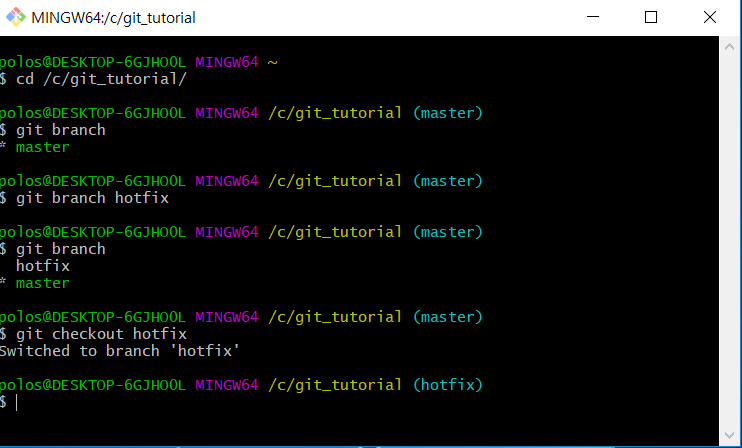 MINGW64:/c/git_tutorial
polos@DESKTOP-6GJHOOL MINGW64 ~
$ cd /c/git_tutorial/
polos@DESKTOP-6GJHOOL MINGW64 /c/git_tutorial (master)
$ git branch
* master
polos@DESKTOP-6GJHOOL MINGW64 /c/git_tutorial (master)
$ git branch hotfix
polos@DESKTOP-6GJHOOL MINGW64 /c/git_tutorial (master)
$ git branch
hotfix
* master
polos@DESKTOP-6GJHOOL MINGW64 /c/git_tutorial (master)
$ git checkout hotfix
Switched to branch 'hotfix'
polos@DESKTOP-6GJHOOL MINGW64 /c/git_tutorial (hotfix)
$